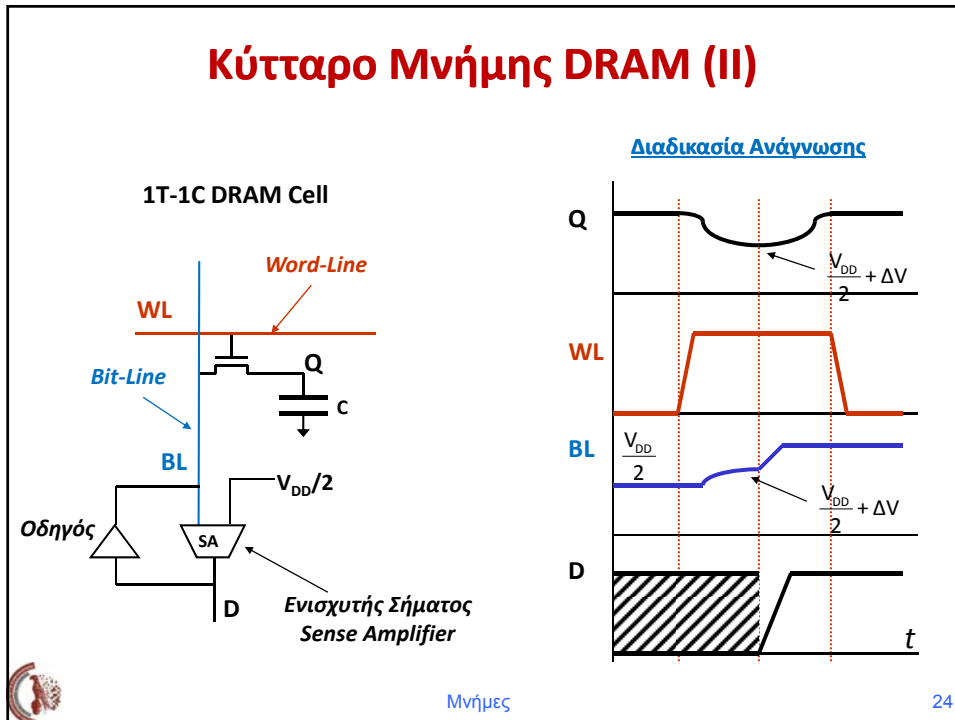 Κύτταρο Μνήμης DRAM (II)
1T-1C DRAM Cell
Word-Line
WL
Q
Bit-Line
C
BL
V_DD/2
Οδηγός
SA
D
Ενισχυτής Σήματος
Sense Amplifier
Διαδικασία Ανάγνωσης
Q
V_DD/2 + ΔV
WL
BL
V_DD/2
V_DD/2 + ΔV
D
t
Μνήμες
24